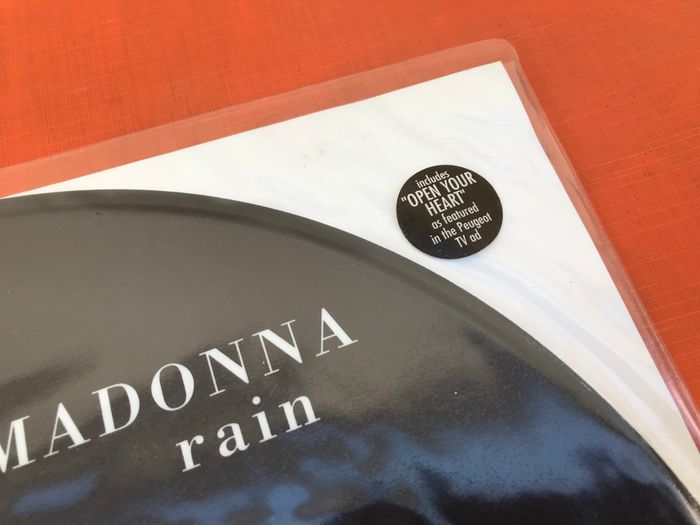 includes
"OPEN YOUR
HEART"
as featured
in the Peugeot
TV ad
MADONNA
rain